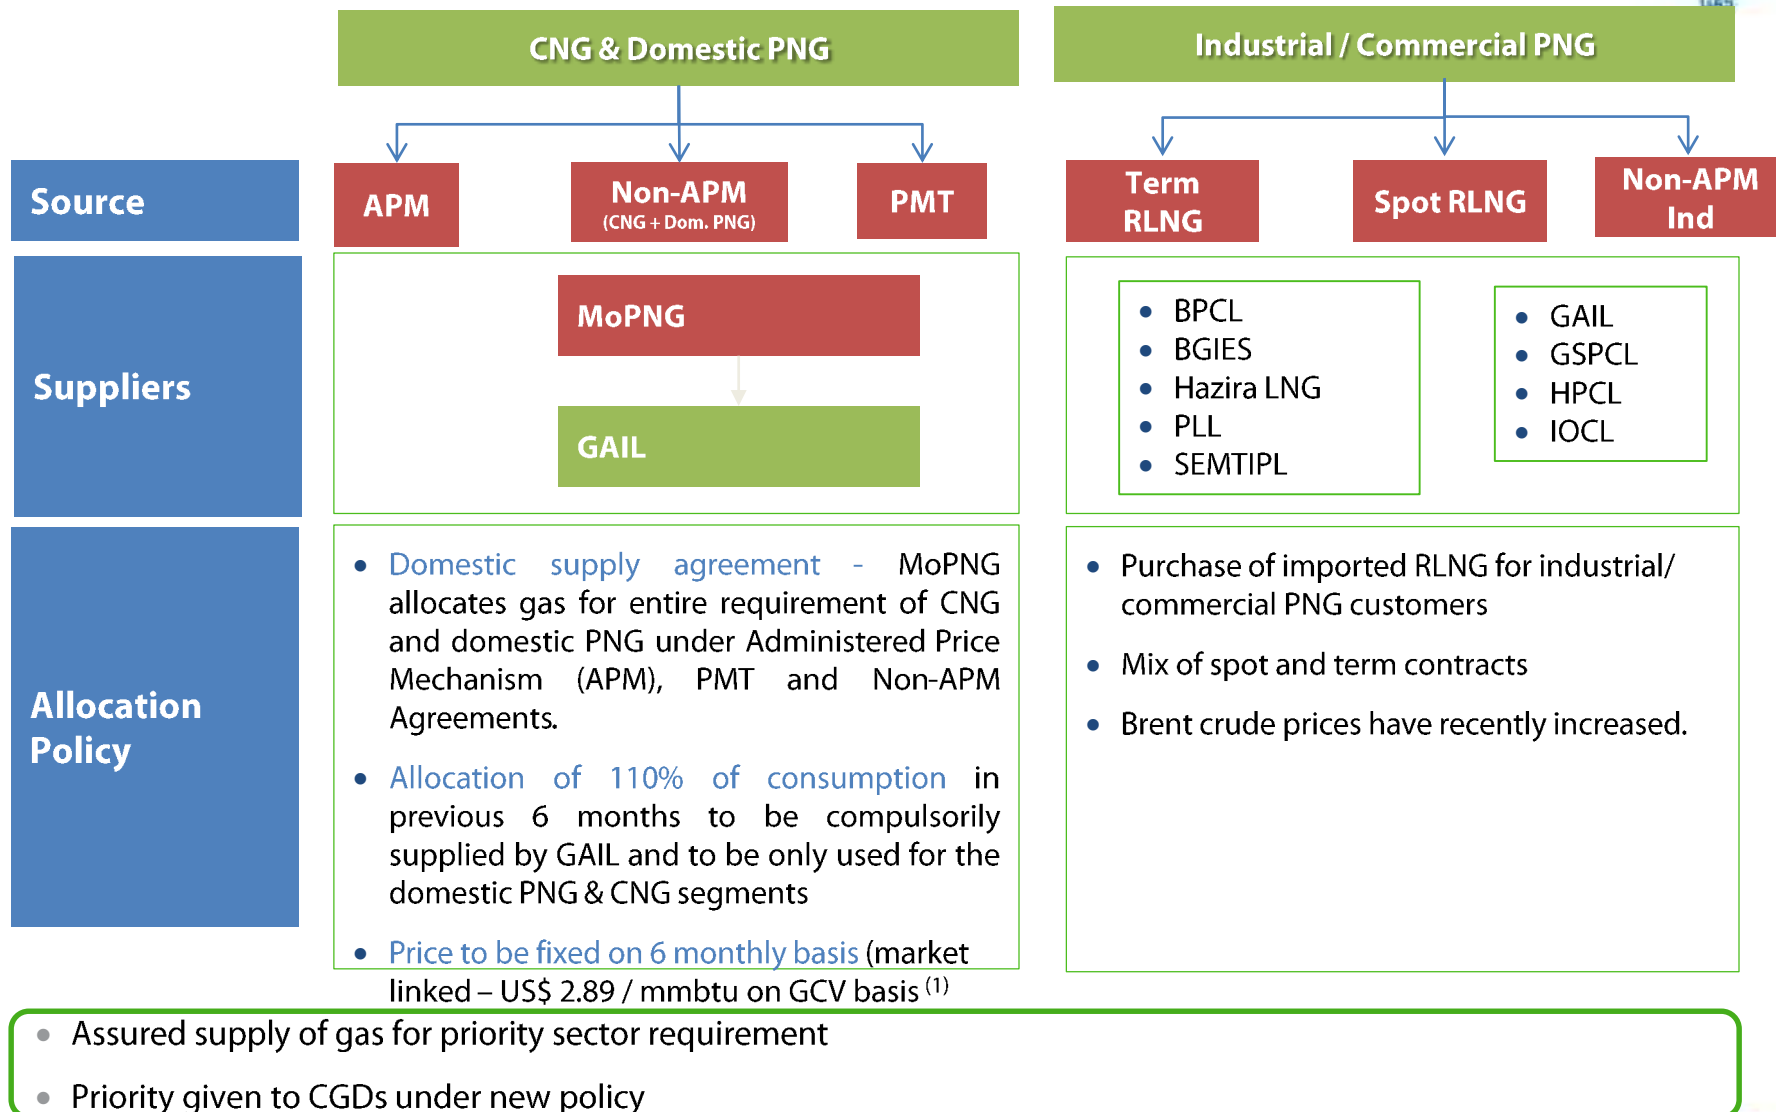 CNG & Domestic PNG
Industrial / Commercial PNG
Source
APM
Non-APM
(CNG + Dom. PNG)
PMT
Term
RLNG
Spot RLNG
Non-APM
Ind
Suppliers
MoPNG
GAIL
• BPCL
• BGIES
• Hazira LNG
• PLL
• SEMTIPL
• GAIL
• GSPCL
• HPCL
• IOCL
Allocation
Policy
• Domestic supply agreement - MoPNG
allocates gas for entire requirement of CNG
and domestic PNG under Administered Price
Mechanism (APM), PMT and Non-APM
Agreements.
• Allocation of 110% of consumption in
previous 6 months to be compulsorily
supplied by GAIL and to be only used for the
domestic PNG & CNG segments
• Price to be fixed on 6 monthly basis (market
linked – US$ 2.89 / mmbtu on GCV basis (1)
• Purchase of imported RLNG for industrial/
commercial PNG customers
• Mix of spot and term contracts
• Brent crude prices have recently increased.
• Assured supply of gas for priority sector requirement
• Priority given to CGDs under new policy